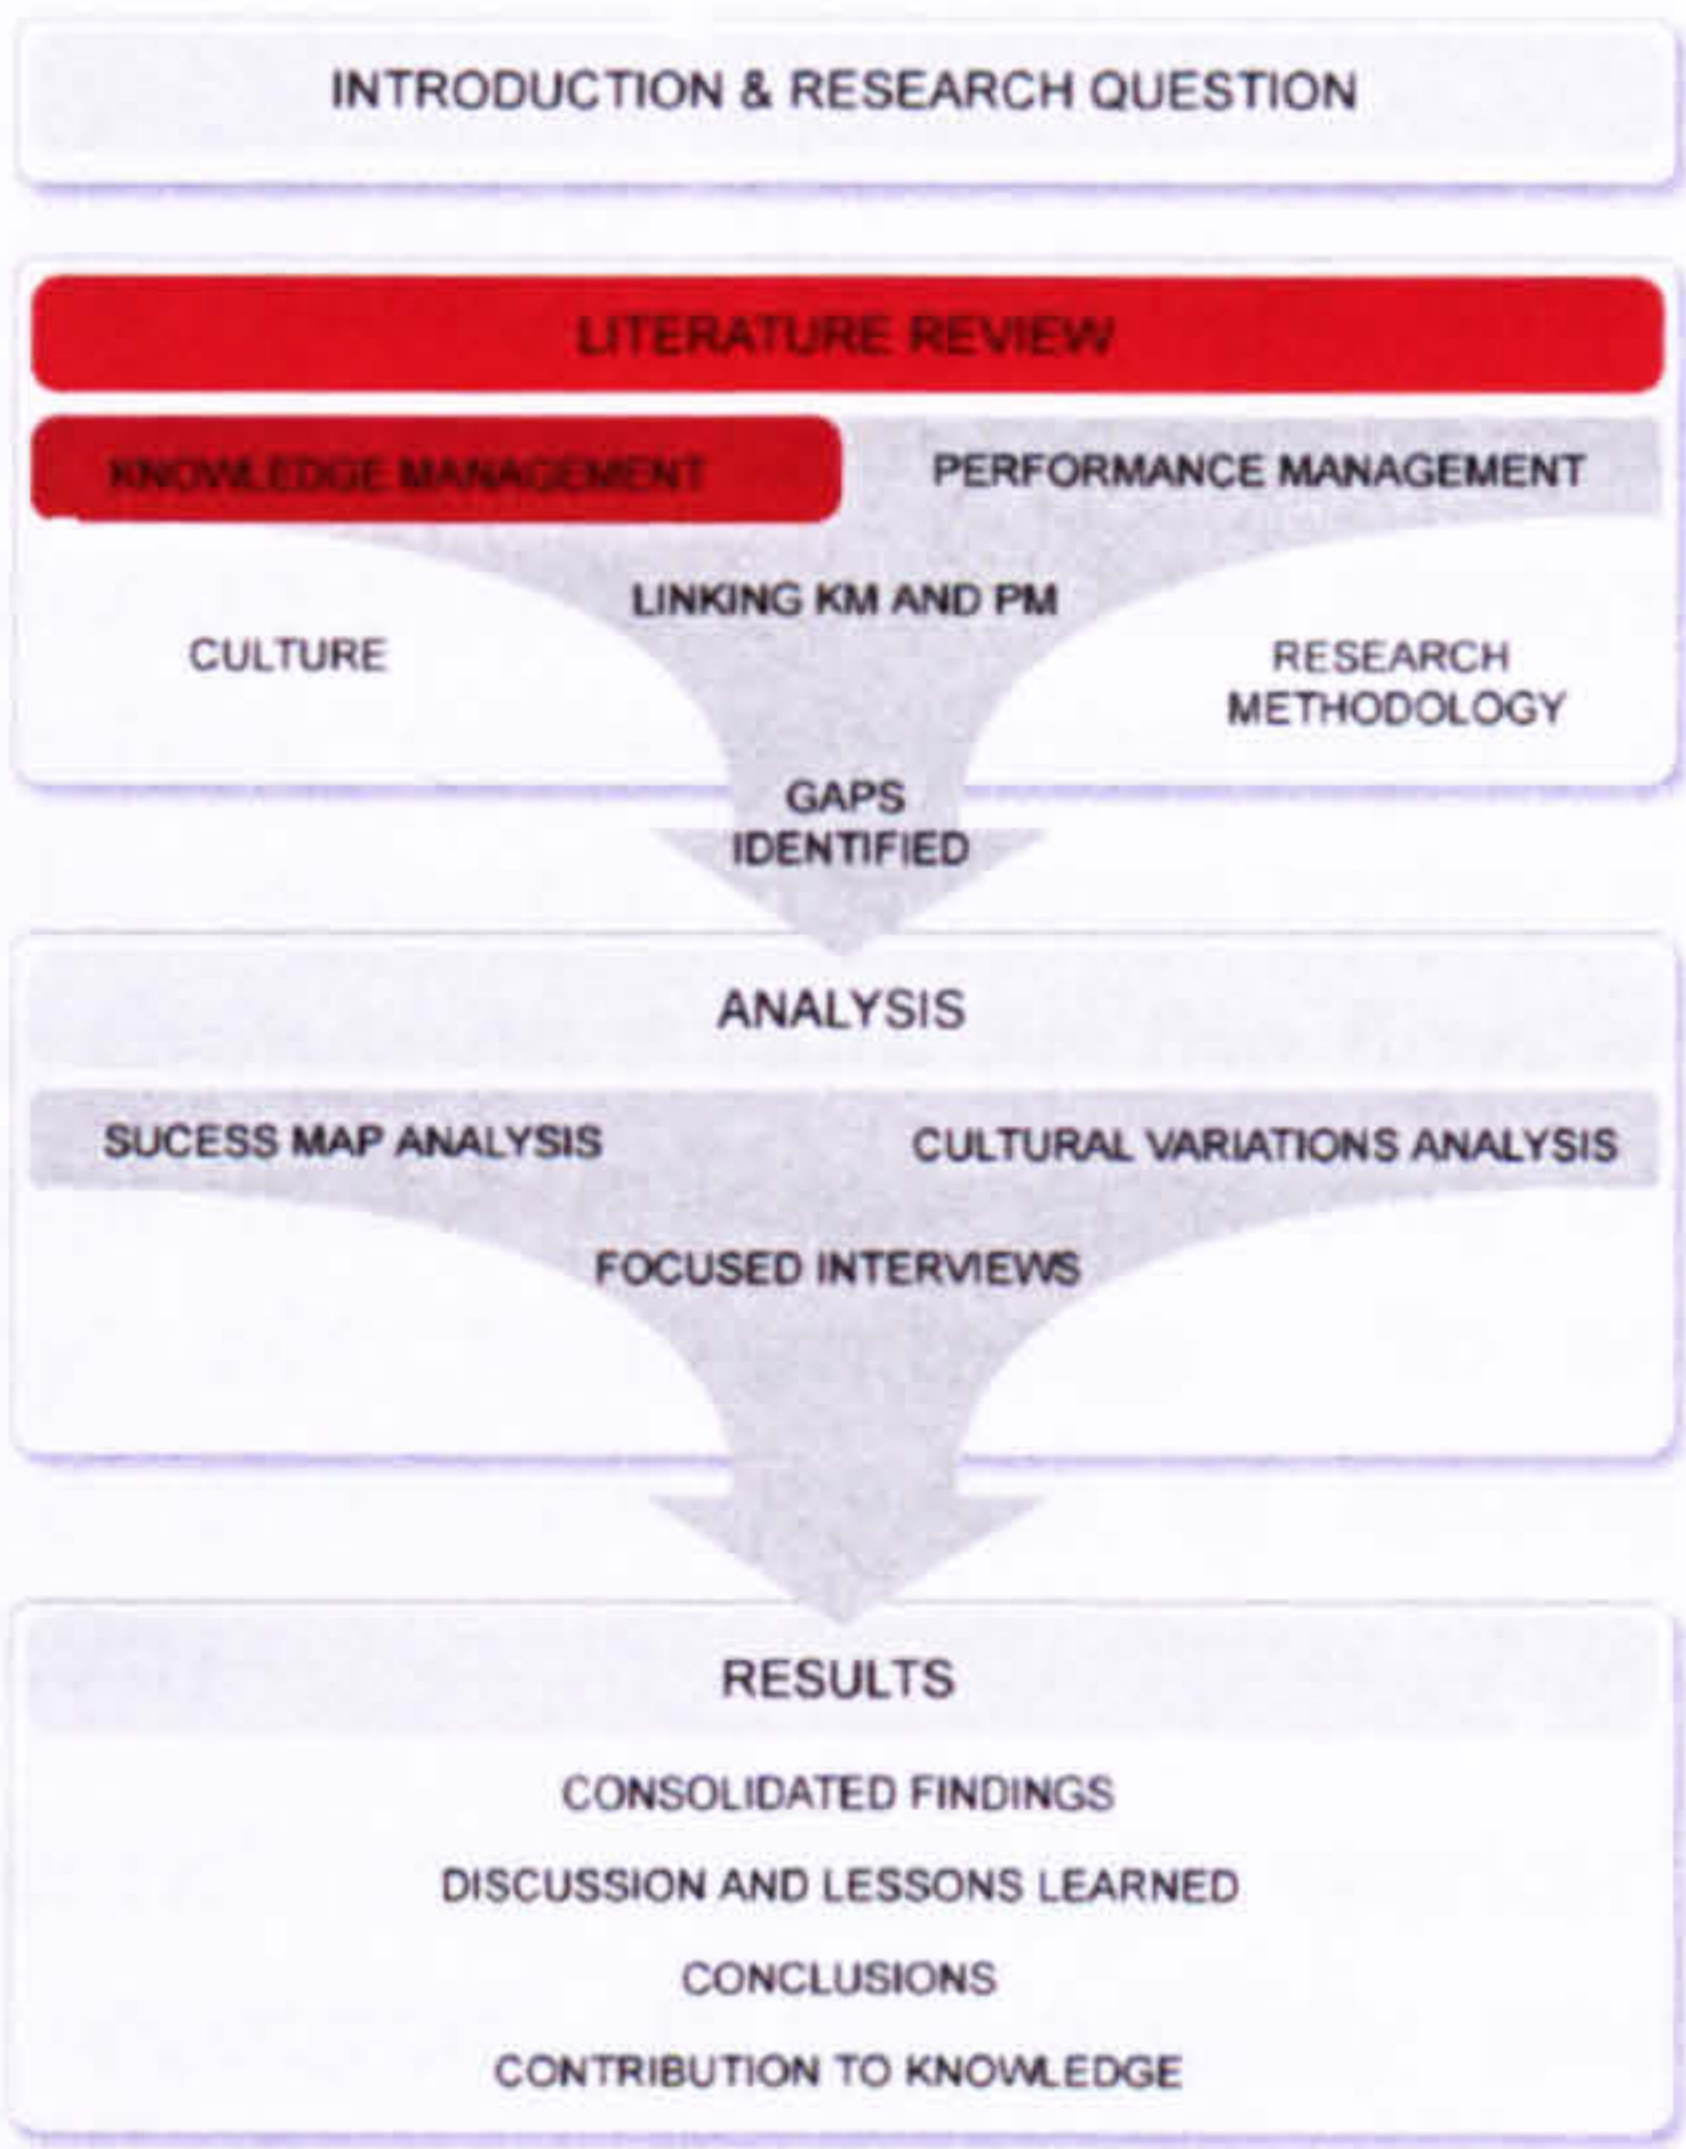 INTRODUCTION & RESEARCH QUESTION
LITERATURE REVIEW
KNOWLEDGE MANAGEMENT
PERFORMANCE MANAGEMENT
LINKING KM AND PM
CULTURE
RESEARCH
METHODOLOGY
GAPS
IDENTIFIED
ANALYSIS
SUCESS MAP ANALYSIS
CULTURAL VARIATIONS ANALYSIS
FOCUSED INTERVIEWS
RESULTS
CONSOLIDATED FINDINGS
DISCUSSION AND LESSONS LEARNED
CONCLUSIONS
CONTRIBUTION TO KNOWLEDGE